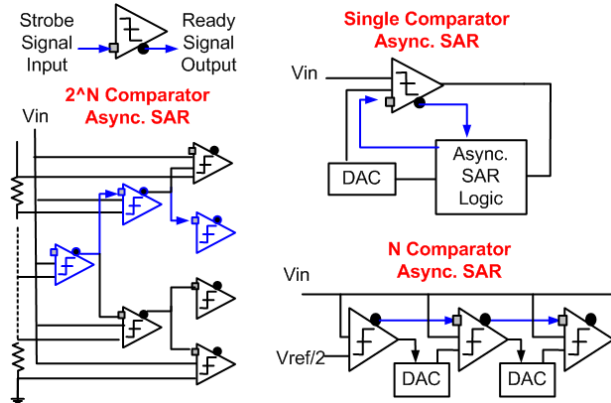 Strobe
Signal
Input
Ready
Signal
Output
2^N Comparator
Async. SAR
Vin
Single Comparator
Async. SAR
Vin
DAC
Async.
SAR
Logic
N Comparator
Async. SAR
Vin
Vref/2
DAC
DAC